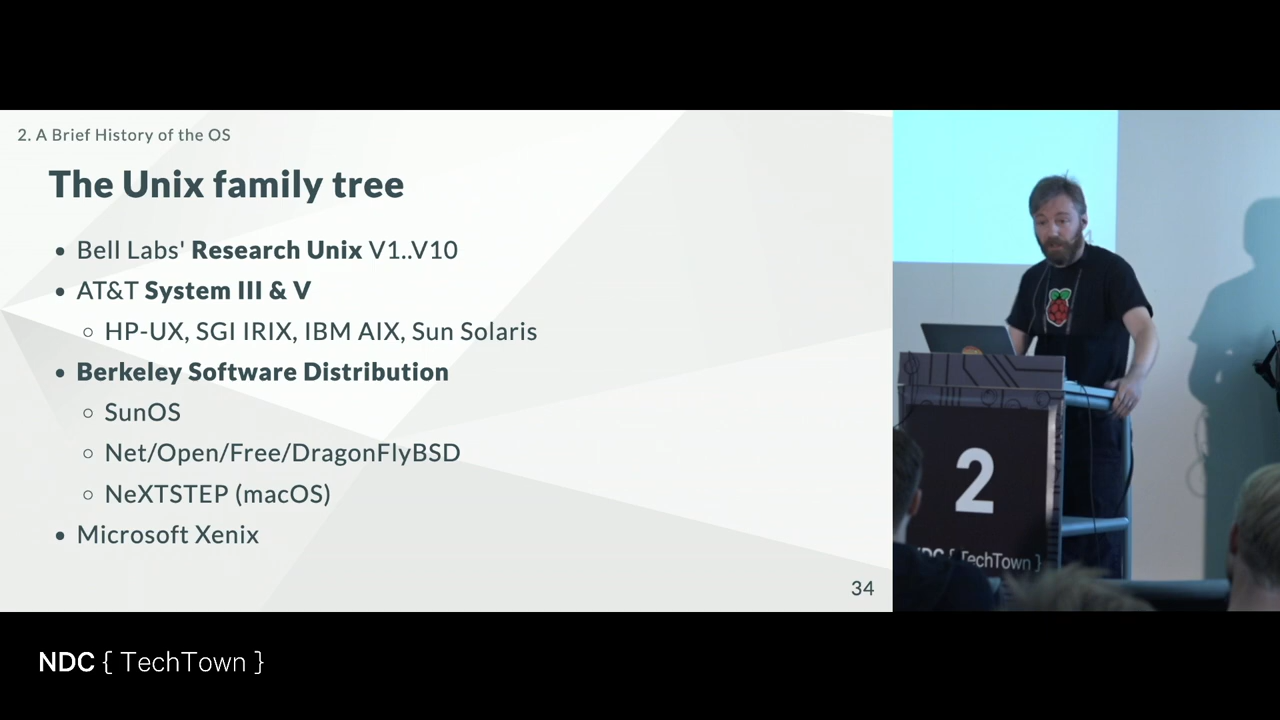 2. A Brief History of the OS
The Unix family tree
Bell Labs' Research Unix V1..V10
AT&T System III & V
HP-UX, SGI IRIX, IBM AIX, Sun Solaris
Berkeley Software Distribution
SunOS
Net/Open/Free/DragonFlyBSD
NeXTSTEP (macOS)
Microsoft Xenix
34
2
NDC { TechTown }
NDC { TechTown }